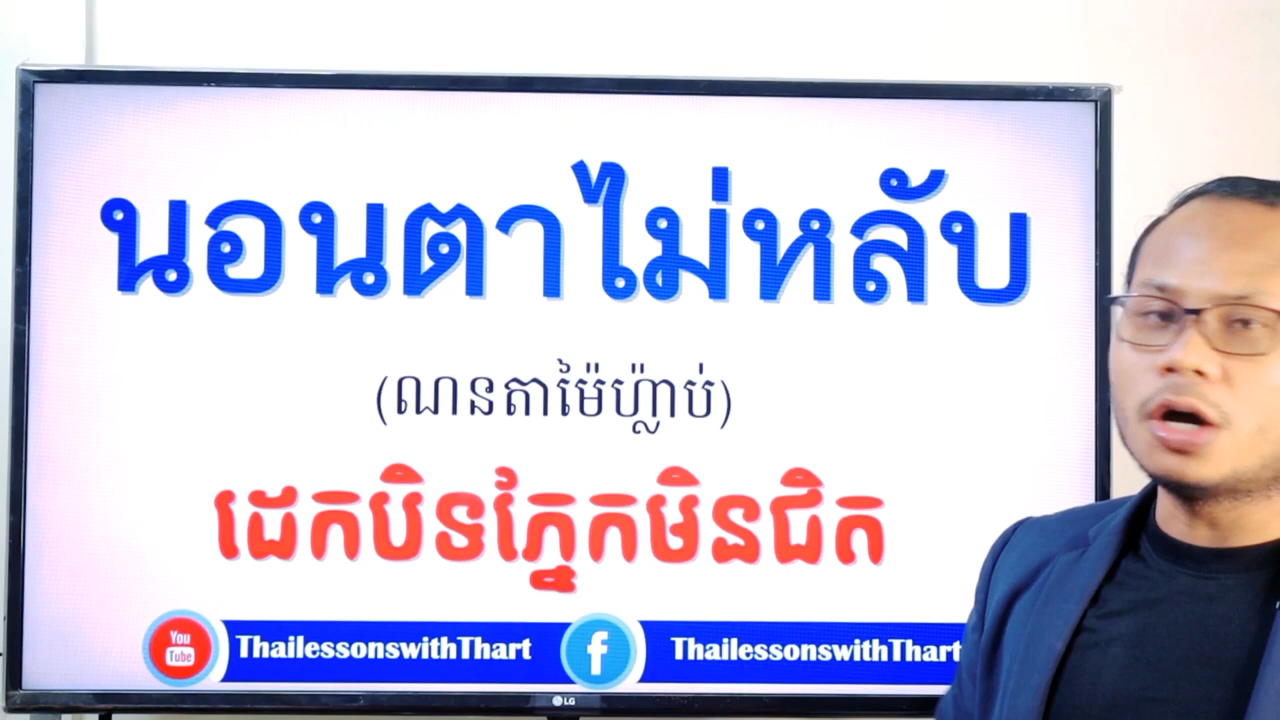 นอนตาไม่หลับ
(ណនតាម៉ៃហ្ល៉ាប់)
ដេកបិទភ្នែកមិនជិត
You Tube ThailessonswithThart f ThailessonswithThart
LG